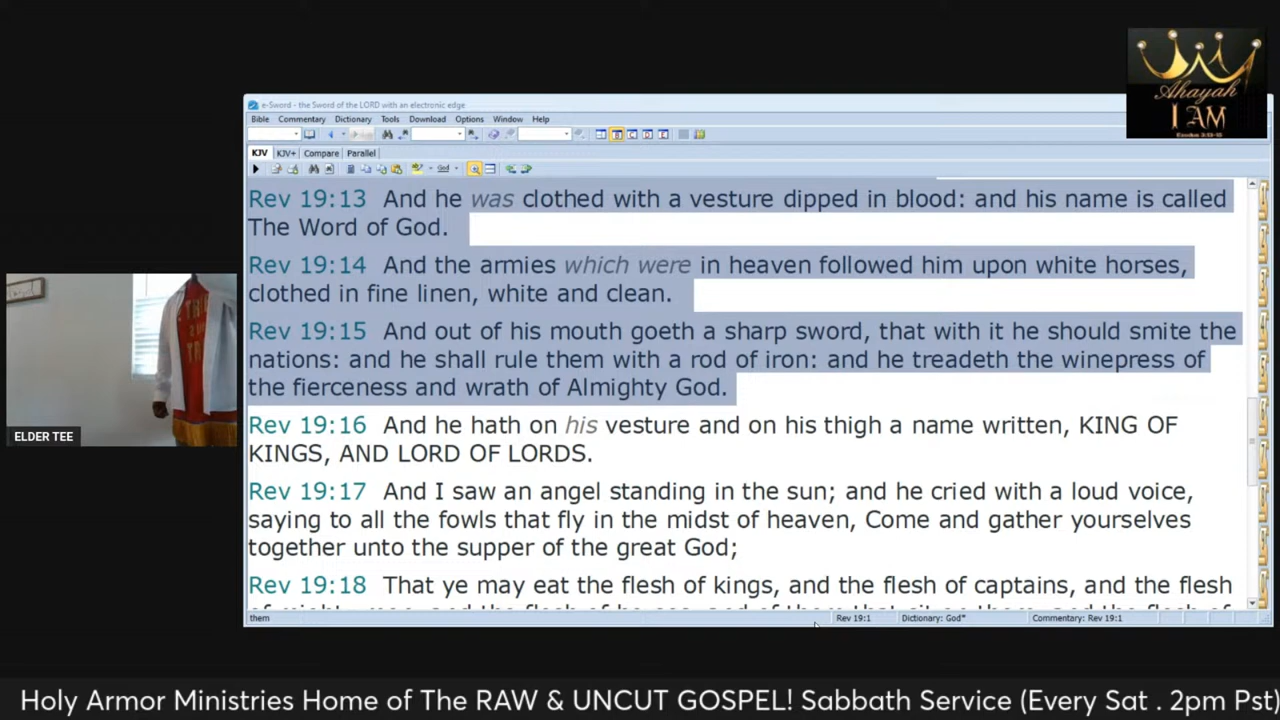 Ahayah
I AM
Exodus 3:13-15
e-Sword - the Sword of the LORD with an electronic edge
Bible Commentary Dictionary Tools Download Options Window Help
KJV KJV+ Compare Parallel
God
Rev 19:13 And he was clothed with a vesture dipped in blood: and his name is called
The Word of God.
Rev 19:14 And the armies which were in heaven followed him upon white horses,
clothed in fine linen, white and clean.
Rev 19:15 And out of his mouth goeth a sharp sword, that with it he should smite the
nations: and he shall rule them with a rod of iron: and he treadeth the winepress of
the fierceness and wrath of Almighty God.
Rev 19:16 And he hath on his vesture and on his thigh a name written, KING OF
KINGS, AND LORD OF LORDS.
Rev 19:17 And I saw an angel standing in the sun; and he cried with a loud voice,
saying to all the fowls that fly in the midst of heaven, Come and gather yourselves
together unto the supper of the great God;
Rev 19:18 That ye may eat the flesh of kings, and the flesh of captains, and the flesh
them Rev 19:1 Dictionary: God* Commentary: Rev 19:1
ELDER TEE
Holy Armor Ministries Home of The RAW & UNCUT GOSPEL! Sabbath Service (Every Sat . 2pm Pst)